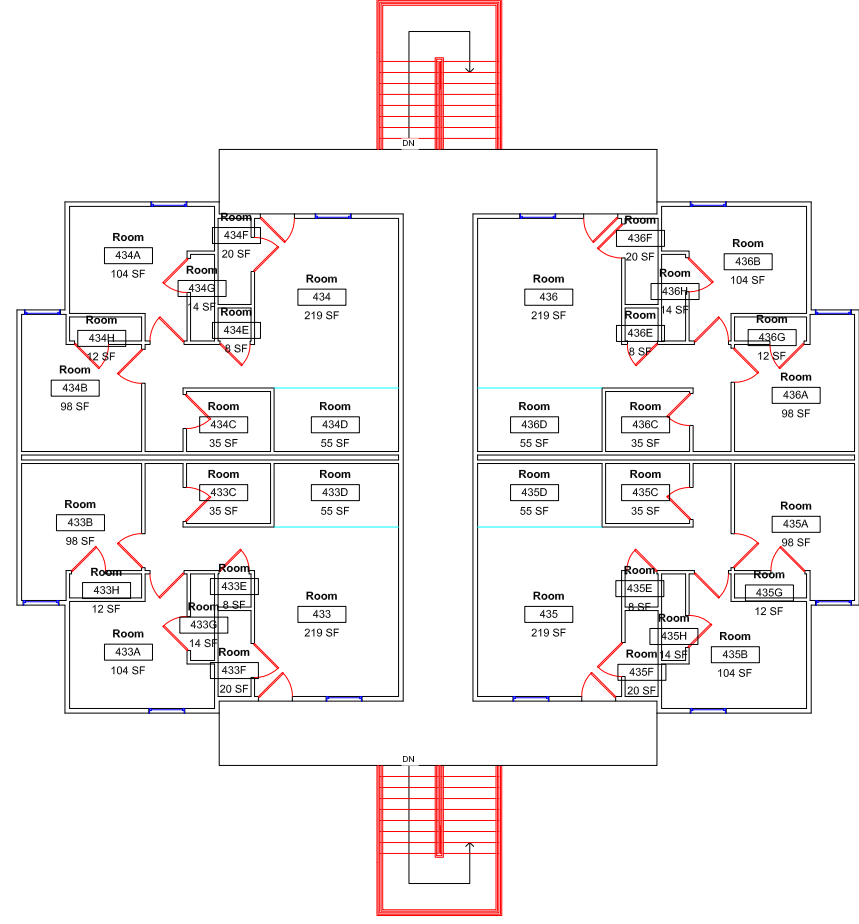 DN
Room
434F
20 SF
Room
436F
20 SF
Room
434A
104 SF
Room
436B
104 SF
Room
434G
14 SF
Room
434
219 SF
Room
436
219 SF
Room
436H
14 SF
Room
434H
12 SF
Room
434E
8 SF
Room
436E
8 SF
Room
436G
12 SF
Room
434B
98 SF
Room
436A
98 SF
Room
434C
35 SF
Room
434D
55 SF
Room
436D
55 SF
Room
436C
35 SF
Room
433C
35 SF
Room
433D
55 SF
Room
435D
55 SF
Room
435C
35 SF
Room
433B
98 SF
Room
435A
98 SF
Room
433H
12 SF
Room
433E
8 SF
Room
435E
8 SF
Room
435G
12 SF
Room
433G
14 SF
Room
433
219 SF
Room
435
219 SF
Room
435H
14 SF
Room
433A
104 SF
Room
433F
20 SF
Room
435F
20 SF
Room
435B
104 SF
DN